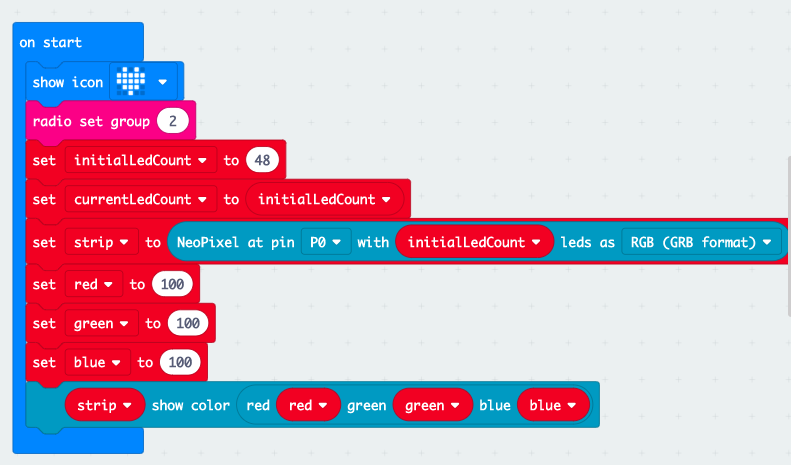 on start
show icon
radio set group 2
set initialLedCount to 48
set currentLedCount to initialLedCount
set strip to NeoPixel at pin P0 with initialLedCount leds as RGB (GRB format)
set red to 100
set green to 100
set blue to 100
strip show color red red green green blue blue